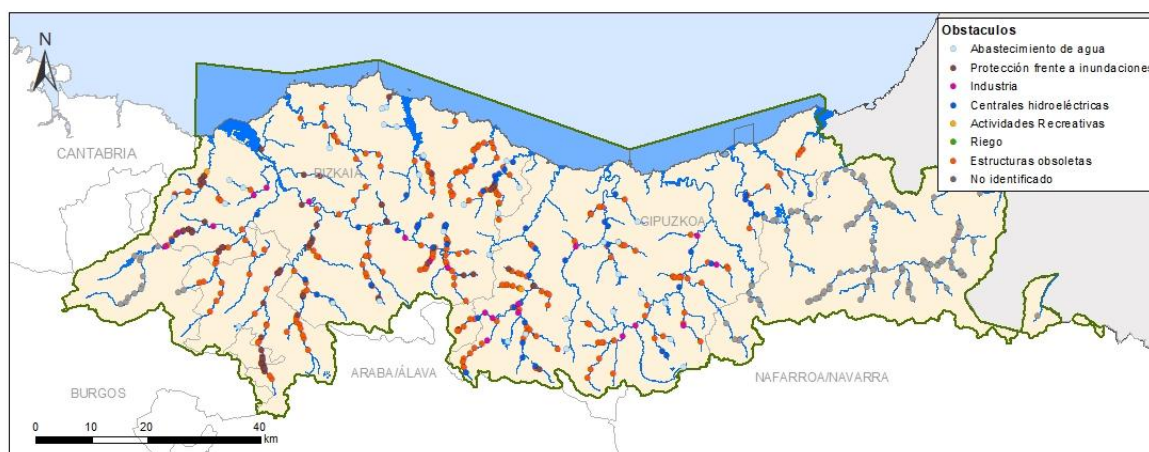 N
Obstaculos
Abastecimiento de agua
Protección frente a inundaciones
Industria
Centrales hidroeléctricas
Actividades Recreativas
Riego
Estructuras obsoletas
No identificado
CANTABRIA
BIZKAIA
GIPUZKOA
ARABA/ÁLAVA
NAFARROA/NAVARRA
BURGOS
0 10 20 40
km